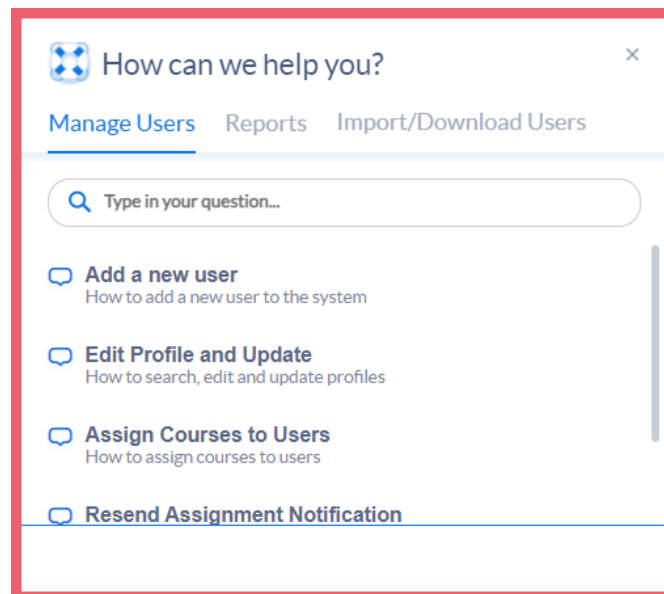 How can we help you?
Manage Users Reports Import/Download Users
Type in your question...
Add a new user
How to add a new user to the system
Edit Profile and Update
How to search, edit and update profiles
Assign Courses to Users
How to assign courses to users
Resend Assignment Notification